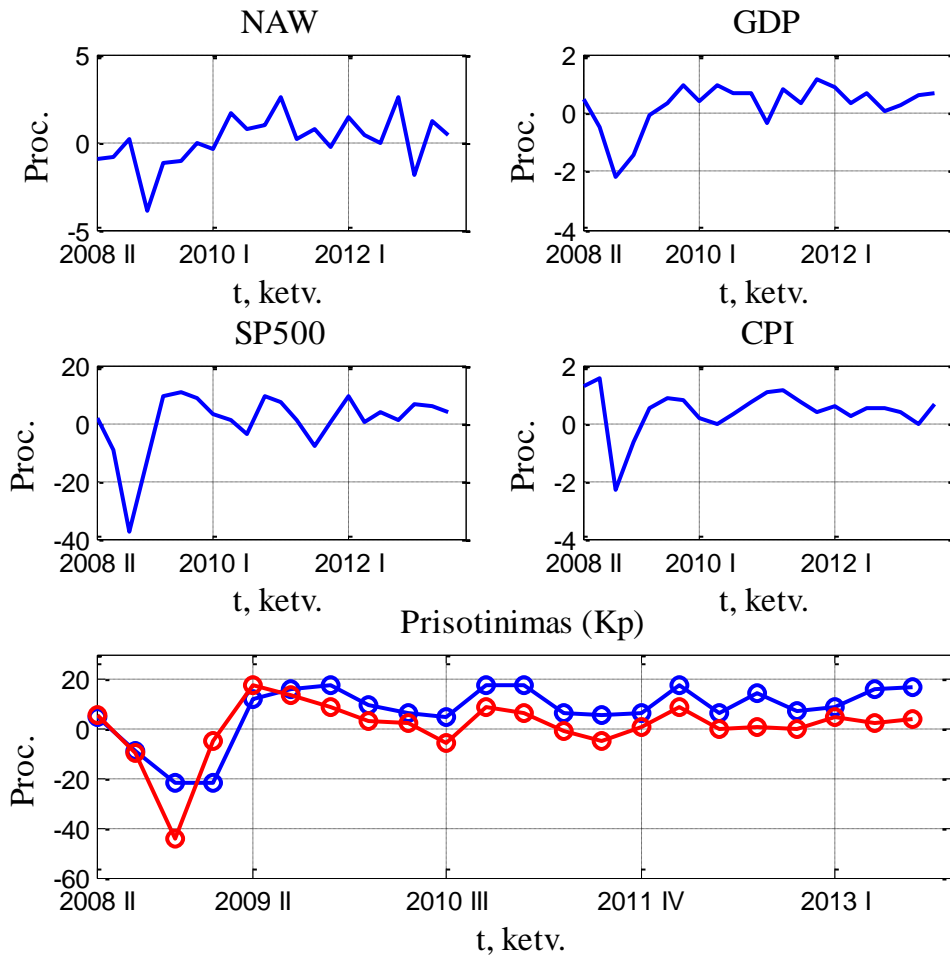 NAW
5
0
-5
Proc.
2008 II
2010 I
2012 I
t, ketv.
GDP
2
0
-2
-4
Proc.
2008 II
2010 I
2012 I
t, ketv.
SP500
20
0
-20
-40
Proc.
2008 II
2010 I
2012 I
t, ketv.
CPI
2
0
-2
-4
Proc.
2008 II
2010 I
2012 I
t, ketv.
Prisotinimas (Kp)
20
0
-20
-40
-60
Proc.
2008 II
2009 II
2010 III
2011 IV
2013 I
t, ketv.